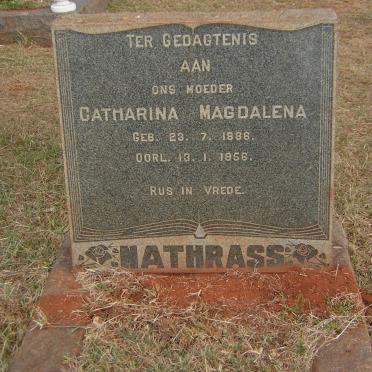 TER GEDAGTENIS
AAN
ONS MOEDER
CATHARINA MAGDALENA
GEB. 23. 7. 1886.
OORL. 13. 1. 1956.
RUS IN VREDE.
NATHRASS